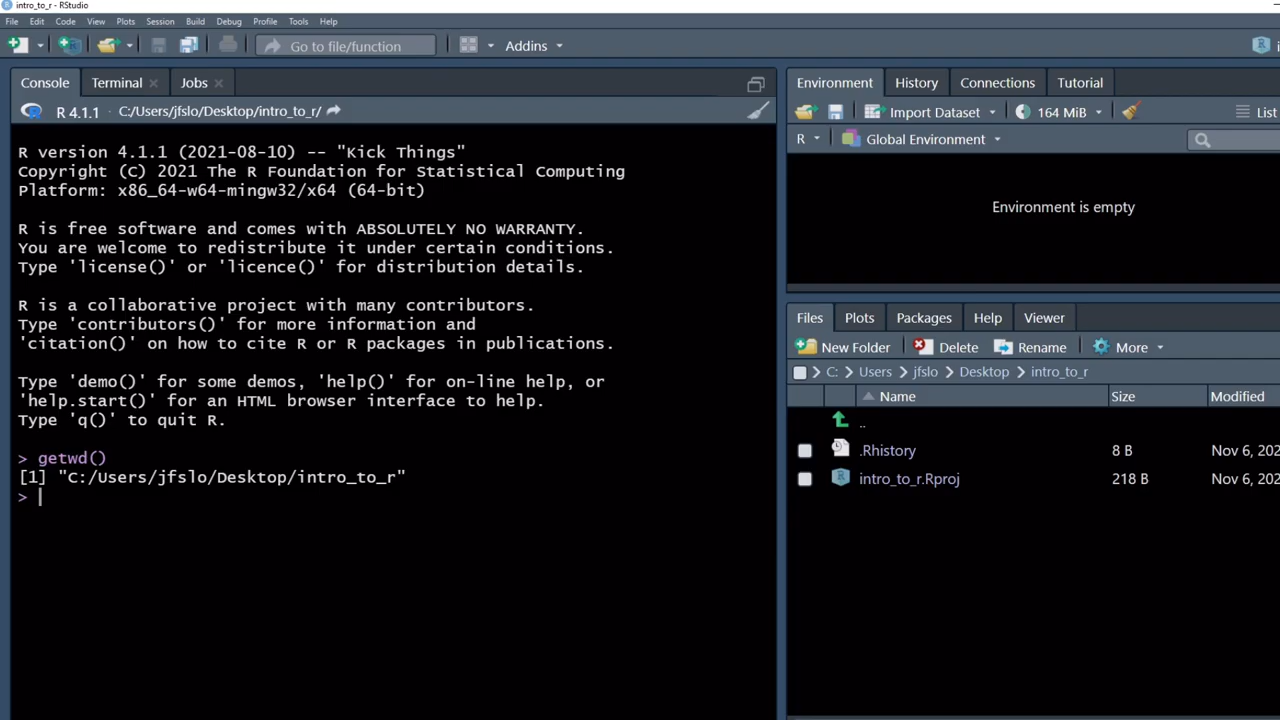 intro_to_r - RStudio
File Edit Code View Plots Session Build Debug Profile Tools Help
Go to file/function Addins
Console Terminal Jobs
R 4.1.1 · C:/Users/jfslo/Desktop/intro_to_r/
R version 4.1.1 (2021-08-10) -- "Kick Things"
Copyright (C) 2021 The R Foundation for Statistical Computing
Platform: x86_64-w64-mingw32/x64 (64-bit)
R is free software and comes with ABSOLUTELY NO WARRANTY.
You are welcome to redistribute it under certain conditions.
Type 'license()' or 'licence()' for distribution details.
R is a collaborative project with many contributors.
Type 'contributors()' for more information and
'citation()' on how to cite R or R packages in publications.
Type 'demo()' for some demos, 'help()' for on-line help, or
'help.start()' for an HTML browser interface to help.
Type 'q()' to quit R.
> getwd()
[1] "C:/Users/jfslo/Desktop/intro_to_r"
>
Environment History Connections Tutorial
Import Dataset 164 MiB List
R Global Environment
Environment is empty
Files Plots Packages Help Viewer
New Folder Delete Rename More
C: Users jfslo Desktop intro_to_r
Name Size Modified
..
.Rhistory 8 B Nov 6, 202
intro_to_r.Rproj 218 B Nov 6, 202